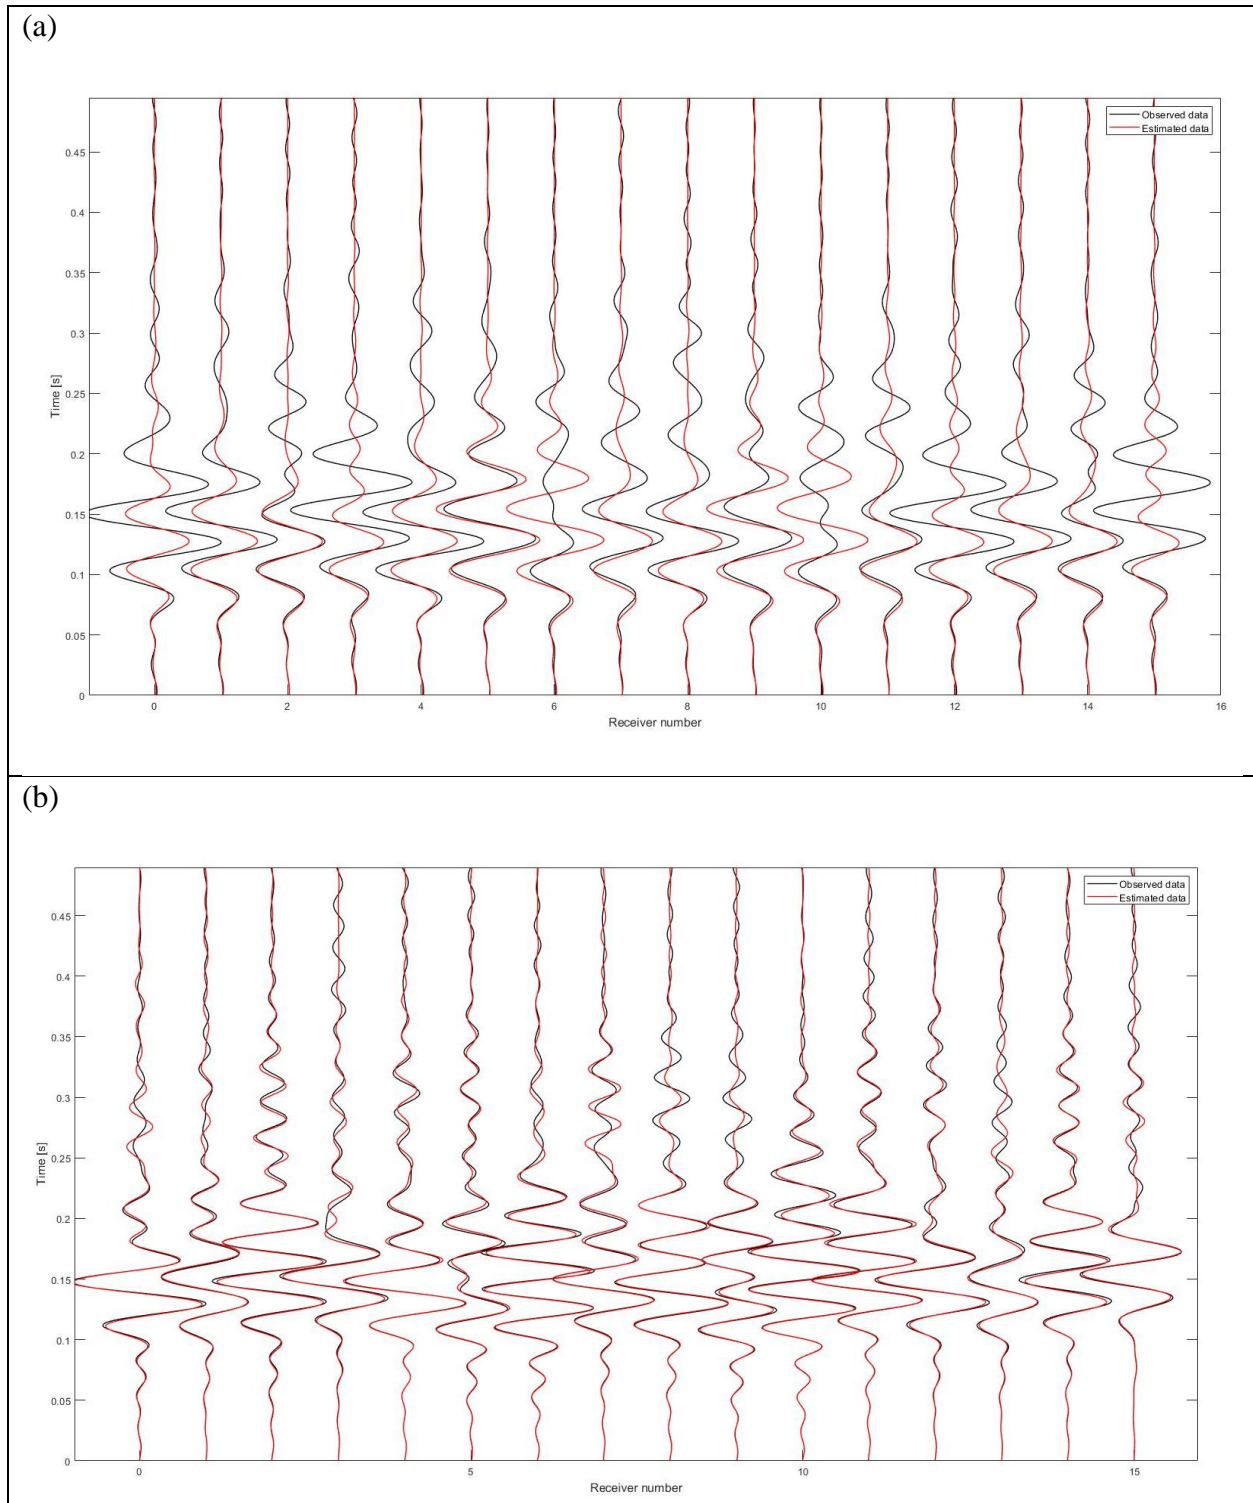 (a)
Observed data
Estimated data
0.45
0.4
0.35
0.3
0.25
0.2
0.15
0.1
0.05
0
Time [s]
0 2 4 6 8 10 12 14 16
Receiver number
(b)
Observed data
Estimated data
0.45
0.4
0.35
0.3
0.25
0.2
0.15
0.1
0.05
0
Time [s]
0 5 10 15
Receiver number